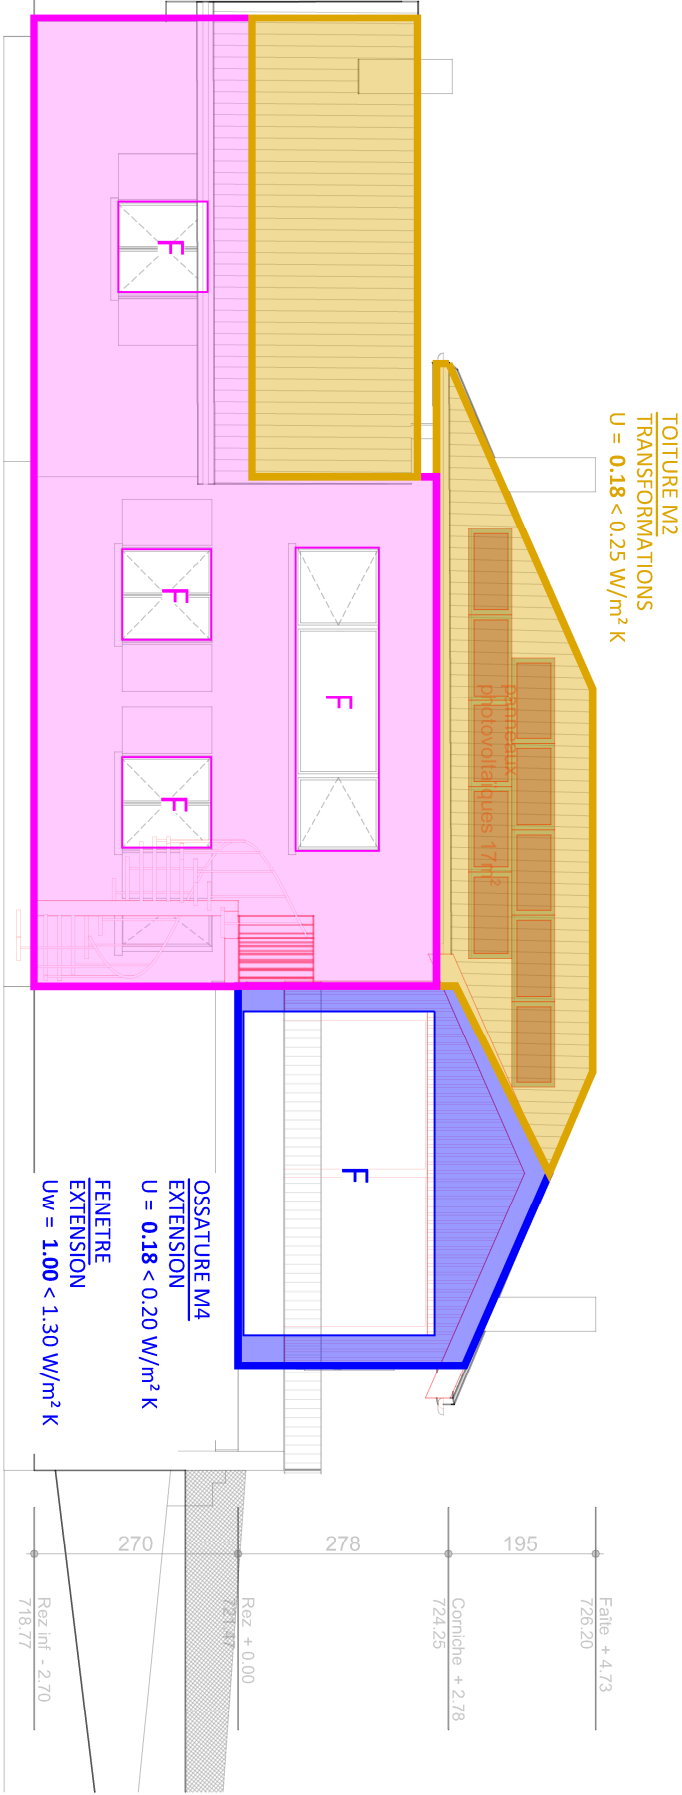 TOITURE M2
TRANSFORMATIONS
U = 0.18 < 0.25 W/m² K
panneaux
photovoltaïques 17m²
F
F
F
F
F
OSSATURE M4
EXTENSION
U = 0.18 < 0.20 W/m² K
FENETRE
EXTENSION
Uw = 1.00 < 1.30 W/m² K
195
278
270
Faîte + 4.73
726.20
Corniche + 2.78
724.25
Rez + 0.00
721.47
Rez inf - 2.70
718.77